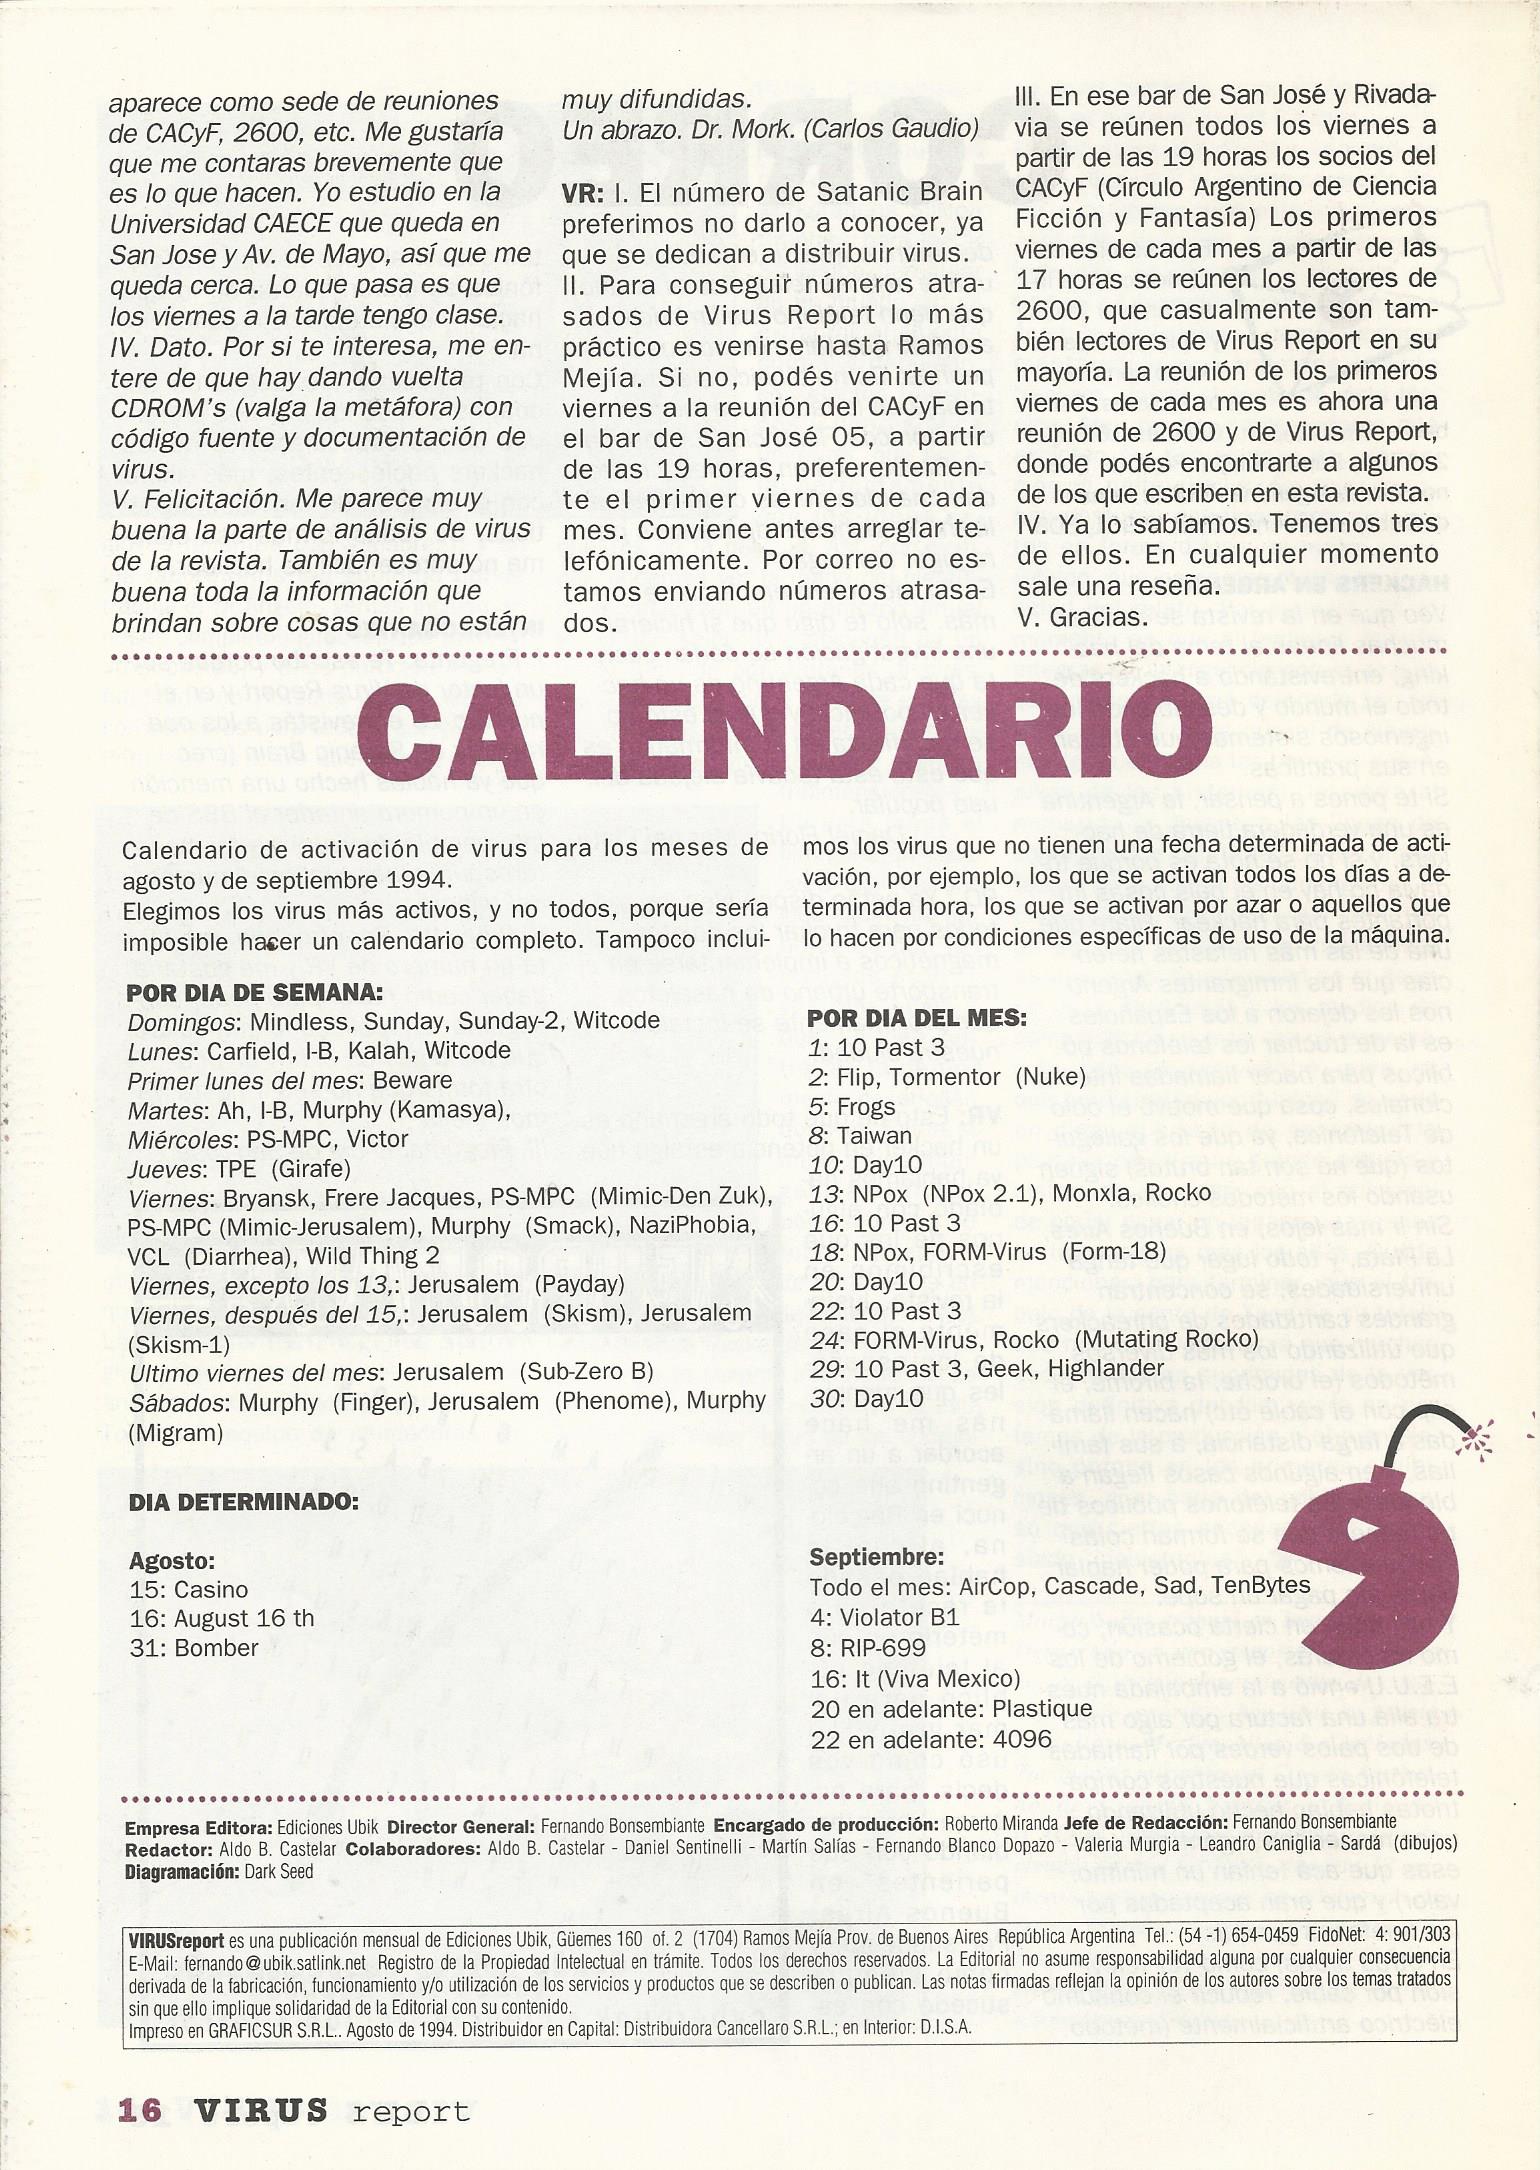 aparece como sede de reuniones
de CACyF, 2600, etc. Me gustaría
que me contaras brevemente que
es lo que hacen. Yo estudio en la
Universidad CAECE que queda en
San Jose y Av. de Mayo, así que me
queda cerca. Lo que pasa es que
los viernes a la tarde tengo clase.
IV. Dato. Por si te interesa, me en-
tere de que hay dando vuelta
CDROM's (valga la metáfora) con
código fuente y documentación de
virus.
V. Felicitación. Me parece muy
buena la parte de análisis de virus
de la revista. También es muy
buena toda la información que
brindan sobre cosas que no están
muy difundidas.
Un abrazo. Dr. Mork. (Carlos Gaudio)
VR: I. El número de Satanic Brain
preferimos no darlo a conocer, ya
que se dedican a distribuir virus.
II. Para conseguir números atra-
sados de Virus Report lo más
práctico es venirse hasta Ramos
Mejía. Si no, podés venirte un
viernes a la reunión del CACyF en
el bar de San José 05, a partir
de las 19 horas, preferentemen-
te el primer viernes de cada
mes. Conviene antes arreglar te-
lefónicamente. Por correo no es-
tamos enviando números atrasa-
dos.
III. En ese bar de San José y Rivada-
via se reúnen todos los viernes a
partir de las 19 horas los socios del
CACyF (Círculo Argentino de Ciencia
Ficción y Fantasía) Los primeros
viernes de cada mes a partir de las
17 horas se reúnen los lectores de
2600, que casualmente son tam-
bién lectores de Virus Report en su
mayoría. La reunión de los primeros
viernes de cada mes es ahora una
reunión de 2600 y de Virus Report,
donde podés encontrarte a algunos
de los que escriben en esta revista.
IV. Ya lo sabíamos. Tenemos tres
de ellos. En cualquier momento
sale una reseña.
V. Gracias.
CALENDARIO
Calendario de activación de virus para los meses de
agosto y de septiembre 1994.
Elegimos los virus más activos, y no todos, porque sería
imposible hacer un calendario completo. Tampoco inclui-
mos los virus que no tienen una fecha determinada de acti-
vación, por ejemplo, los que se activan todos los días a de-
terminada hora, los que se activan por azar o aquellos que
lo hacen por condiciones específicas de uso de la máquina.
POR DIA DE SEMANA:
Domingos: Mindless, Sunday, Sunday-2, Witcode
Lunes: Carfield, I-B, Kalah, Witcode
Primer lunes del mes: Beware
Martes: Ah, I-B, Murphy (Kamasya),
Miércoles: PS-MPC, Victor
Jueves: TPE (Girafe)
Viernes: Bryansk, Frere Jacques, PS-MPC (Mimic-Den Zuk),
PS-MPC (Mimic-Jerusalem), Murphy (Smack), NaziPhobia,
VCL (Diarrhea), Wild Thing 2
Viernes, excepto los 13,: Jerusalem (Payday)
Viernes, después del 15,: Jerusalem (Skism), Jerusalem
(Skism-1)
Ultimo viernes del mes: Jerusalem (Sub-Zero B)
Sábados: Murphy (Finger), Jerusalem (Phenome), Murphy
(Migram)
POR DIA DEL MES:
1: 10 Past 3
2: Flip, Tormentor (Nuke)
5: Frogs
8: Taiwan
10: Day10
13: NPox (NPox 2.1), Monxla, Rocko
16: 10 Past 3
18: NPox, FORM-Virus (Form-18)
20: Day10
22: 10 Past 3
24: FORM-Virus, Rocko (Mutating Rocko)
29: 10 Past 3, Geek, Highlander
30: Day10
DIA DETERMINADO:
Agosto:
15: Casino
16: August 16 th
31: Bomber
Septiembre:
Todo el mes: AirCop, Cascade, Sad, TenBytes
4: Violator B1
8: RIP-699
16: It (Viva Mexico)
20 en adelante: Plastique
22 en adelante: 4096
Empresa Editora: Ediciones Ubik Director General: Fernando Bonsembiante Encargado de producción: Roberto Miranda Jefe de Redacción: Fernando Bonsembiante
Redactor: Aldo B. Castelar Colaboradores: Aldo B. Castelar - Daniel Sentinelli - Martín Salías - Fernando Blanco Dopazo - Valeria Murgia - Leandro Caniglia - Sardá (dibujos)
Diagramación: Dark Seed
VIRUSreport es una publicación mensual de Ediciones Ubik, Güemes 160 of. 2 (1704) Ramos Mejía Prov. de Buenos Aires República Argentina Tel.: (54 -1) 654-0459 FidoNet: 4: 901/303
E-Mail: fernando@ubik.satlink.net Registro de la Propiedad Intelectual en trámite. Todos los derechos reservados. La Editorial no asume responsabilidad alguna por cualquier consecuencia
derivada de la fabricación, funcionamiento y/o utilización de los servicios y productos que se describen o publican. Las notas firmadas reflejan la opinión de los autores sobre los temas tratados
sin que ello implique solidaridad de la Editorial con su contenido.
Impreso en GRAFICSUR S.R.L.. Agosto de 1994. Distribuidor en Capital: Distribuidora Cancellaro S.R.L.; en Interior: D.I.S.A.
16 VIRUS report